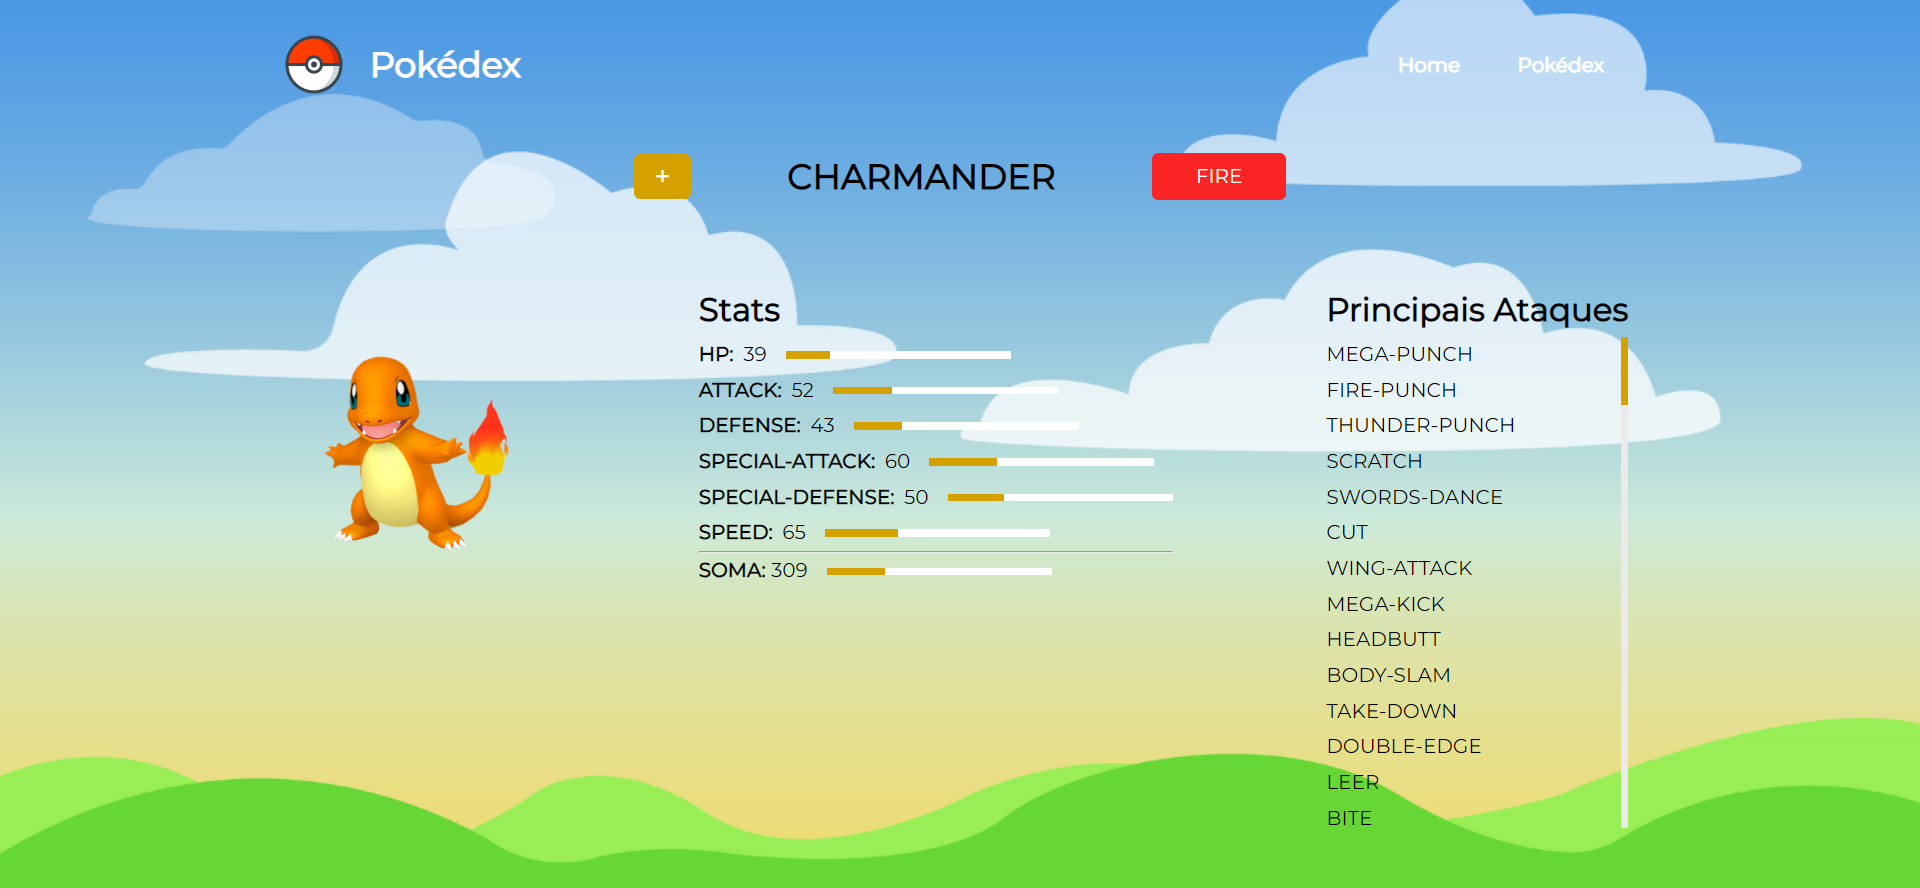 Pokédex
Home
Pokédex
+
CHARMANDER
FIRE
Stats
HP: 39
ATTACK: 52
DEFENSE: 43
SPECIAL-ATTACK: 60
SPECIAL-DEFENSE: 50
SPEED: 65
SOMA: 309
Principais Ataques
MEGA-PUNCH
FIRE-PUNCH
THUNDER-PUNCH
SCRATCH
SWORDS-DANCE
CUT
WING-ATTACK
MEGA-KICK
HEADBUTT
BODY-SLAM
TAKE-DOWN
DOUBLE-EDGE
LEER
BITE